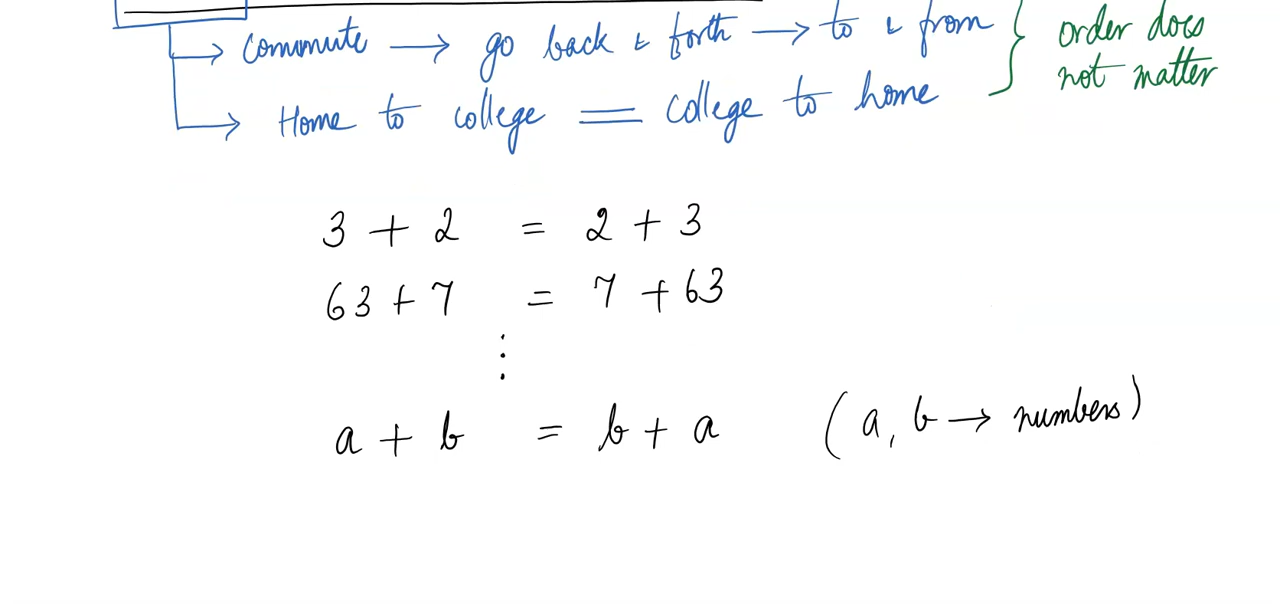 → Commute → go back & forth → to & from } order does
not matter
→ Home to college = college to home
3 + 2 = 2 + 3
63 + 7 = 7 + 63
⋮
a + b = b + a (a, b → numbers)